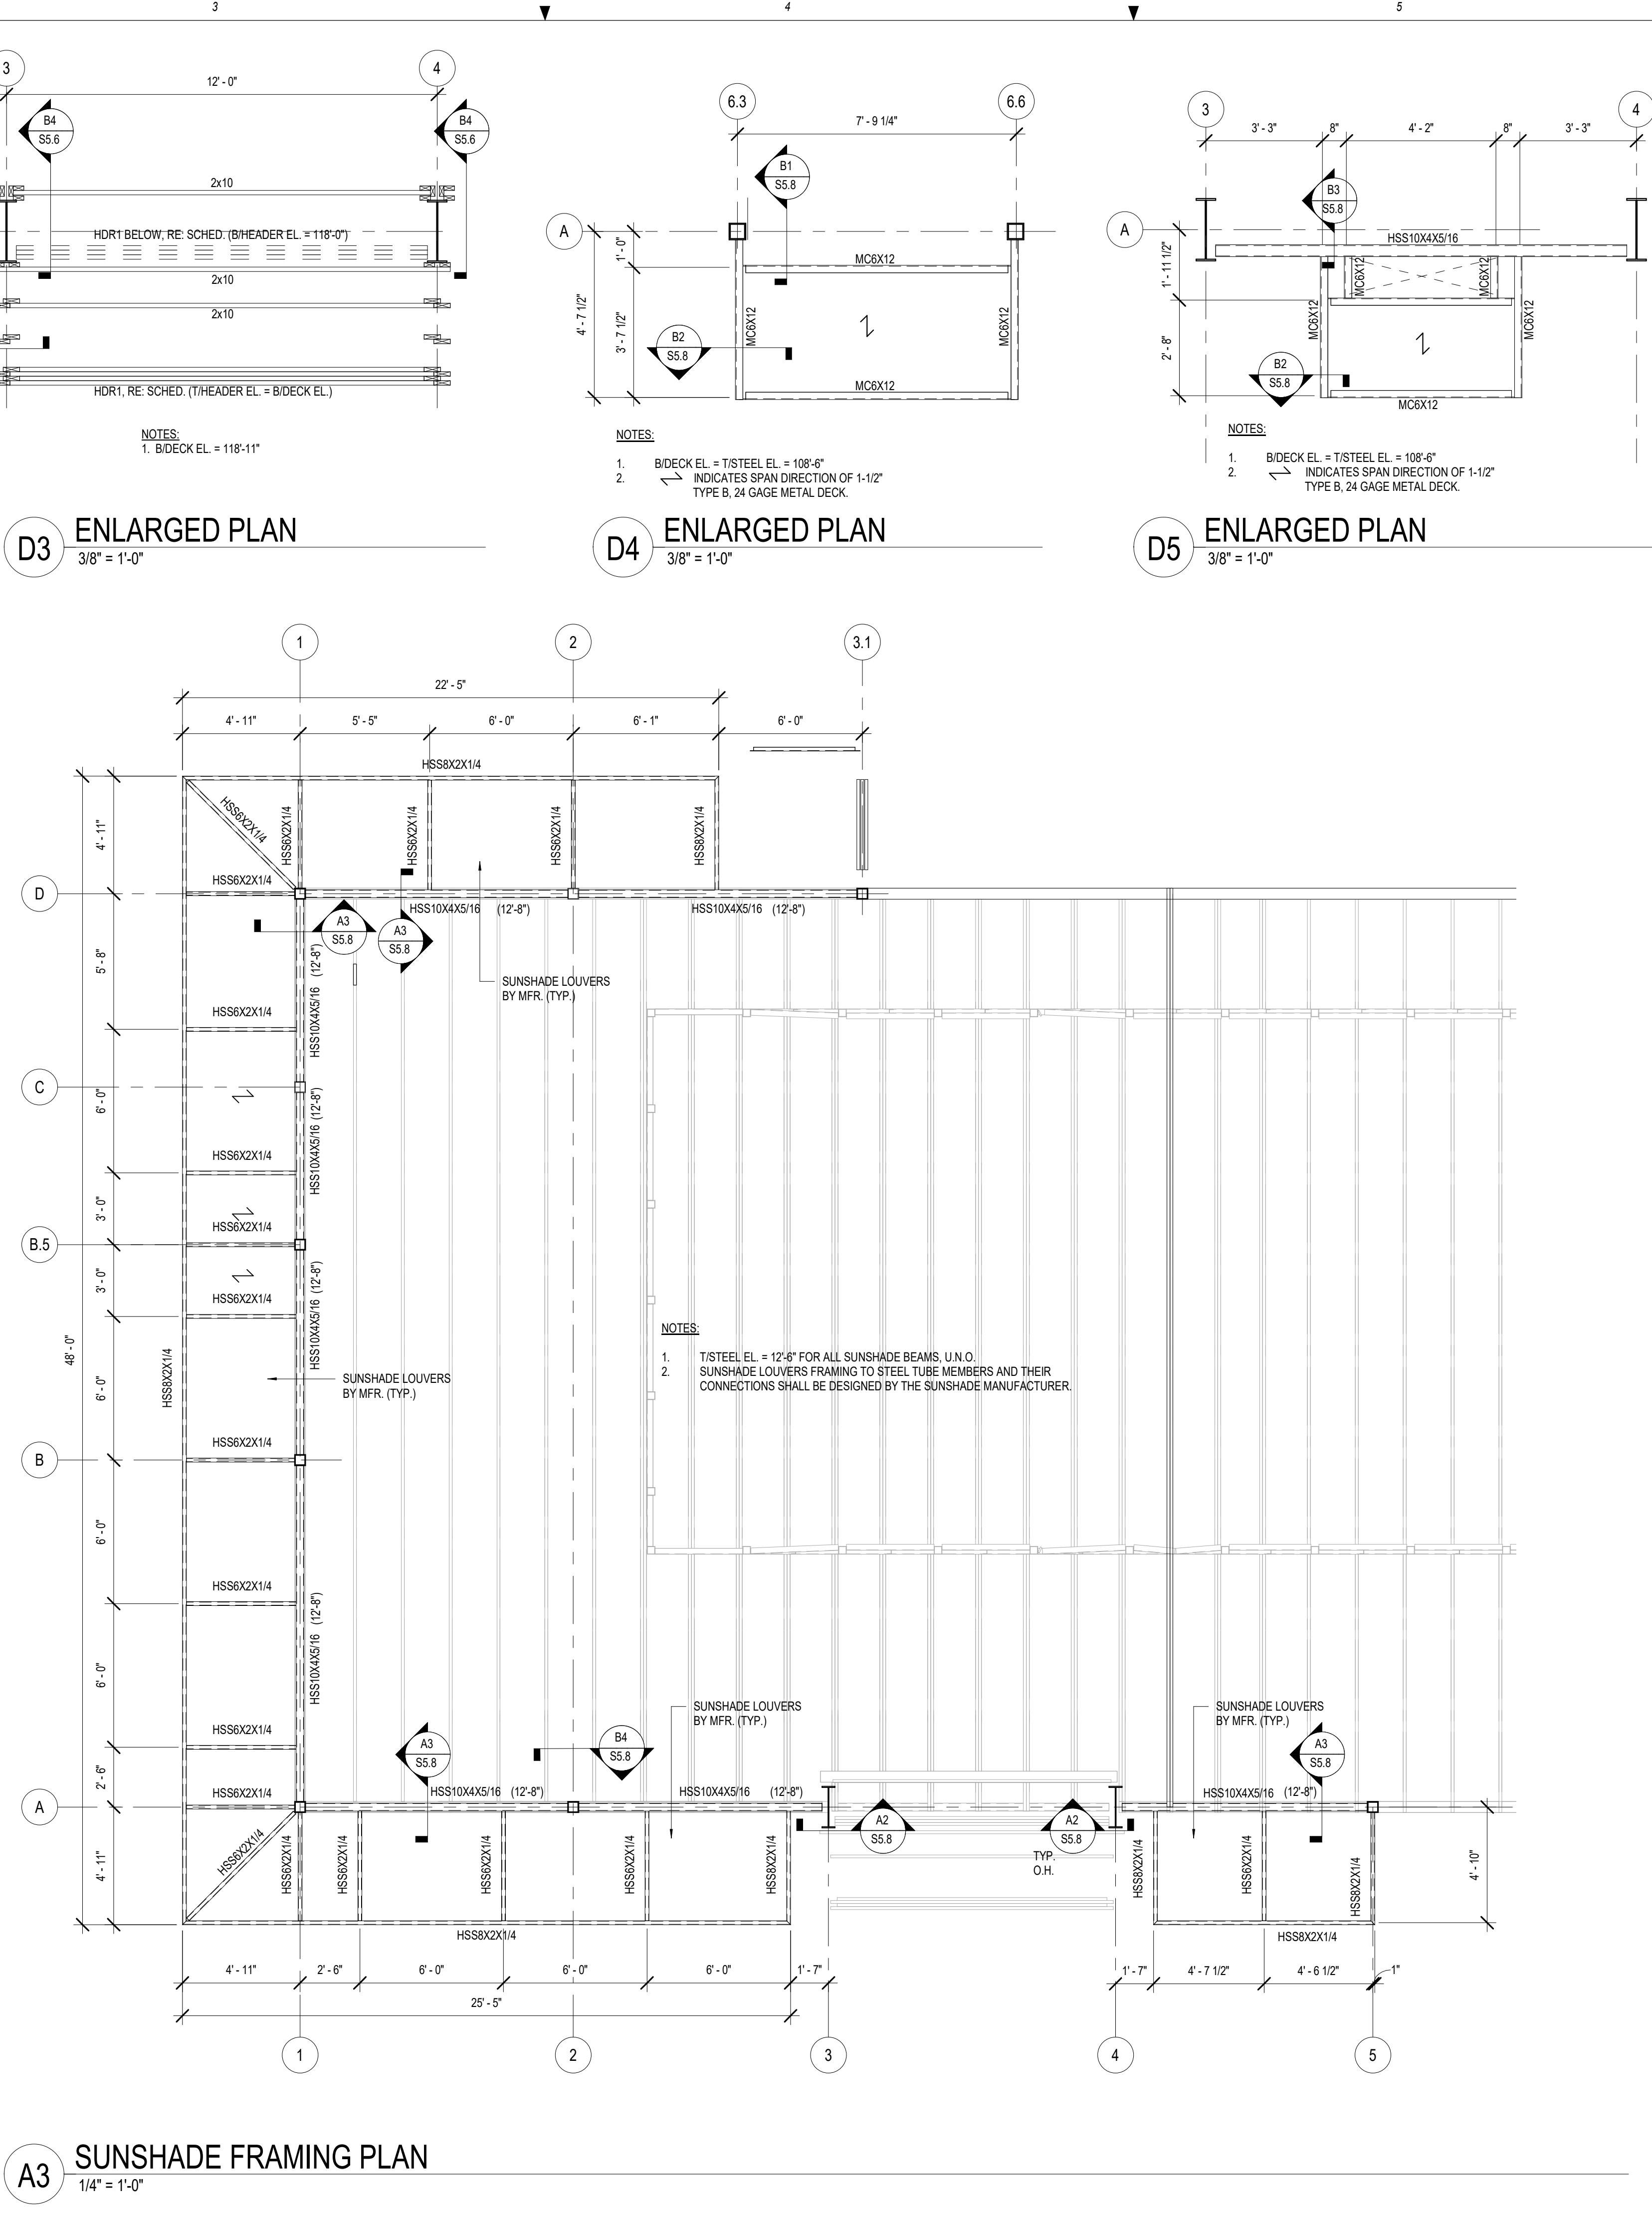 3
4
5
3
4
12' - 0"
B4
S5.6
B4
S5.6
2x10
HDR1 BELOW, RE: SCHED. (B/HEADER EL. = 118'-0")
2x10
2x10
HDR1, RE: SCHED. (T/HEADER EL. = B/DECK EL.)
NOTES:
1. B/DECK EL. = 118'-11"
D3
ENLARGED PLAN
3/8" = 1'-0"
6.3
6.6
7' - 9 1/4"
B1
S5.8
A
1' - 0"
MC6X12
4' - 7 1/2"
3' - 7 1/2"
MC6X12
MC6X12
B2
S5.8
MC6X12
NOTES:
1. B/DECK EL. = T/STEEL EL. = 108'-6"
2. INDICATES SPAN DIRECTION OF 1-1/2"
TYPE B, 24 GAGE METAL DECK.
D4
ENLARGED PLAN
3/8" = 1'-0"
3
4
3' - 3"
8"
4' - 2"
8"
3' - 3"
B3
S5.8
A
HSS10X4X5/16
1' - 11 1/2"
MC6X12
MC6X12
MC6X12
MC6X12
2' - 8"
B2
S5.8
MC6X12
NOTES:
1. B/DECK EL. = T/STEEL EL. = 108'-6"
2. INDICATES SPAN DIRECTION OF 1-1/2"
TYPE B, 24 GAGE METAL DECK.
D5
ENLARGED PLAN
3/8" = 1'-0"
1
2
3.1
22' - 5"
4' - 11"
5' - 5"
6' - 0"
6' - 1"
6' - 0"
HSS8X2X1/4
HSS6X2X1/4
HSS6X2X1/4
HSS6X2X1/4
HSS6X2X1/4
HSS8X2X1/4
4' - 11"
HSS6X2X1/4
D
HSS10X4X5/16 (12'-8")
HSS10X4X5/16 (12'-8")
A3
S5.8
A3
S5.8
5' - 8"
HSS10X4X5/16 (12'-8")
SUNSHADE LOUVERS
BY MFR. (TYP.)
HSS6X2X1/4
C
6' - 0"
HSS10X4X5/16 (12'-8")
HSS6X2X1/4
3' - 0"
HSS6X2X1/4
B.5
3' - 0"
HSS10X4X5/16 (12'-8")
HSS6X2X1/4
48' - 0"
HSS8X2X1/4
6' - 0"
SUNSHADE LOUVERS
BY MFR. (TYP.)
NOTES:
1. T/STEEL EL. = 12'-6" FOR ALL SUNSHADE BEAMS, U.N.O.
2. SUNSHADE LOUVERS FRAMING TO STEEL TUBE MEMBERS AND THEIR
CONNECTIONS SHALL BE DESIGNED BY THE SUNSHADE MANUFACTURER.
HSS6X2X1/4
B
6' - 0"
HSS6X2X1/4
HSS10X4X5/16 (12'-8")
6' - 0"
SUNSHADE LOUVERS
BY MFR. (TYP.)
SUNSHADE LOUVERS
BY MFR. (TYP.)
HSS6X2X1/4
A3
S5.8
B4
S5.8
A3
S5.8
2' - 6"
HSS6X2X1/4
HSS10X4X5/16 (12'-8")
HSS10X4X5/16 (12'-8")
HSS10X4X5/16 (12'-8")
A
A2
S5.8
A2
S5.8
4' - 11"
HSS6X2X1/4
HSS6X2X1/4
HSS6X2X1/4
HSS6X2X1/4
HSS6X2X1/4
HSS8X2X1/4
TYP.
O.H.
HSS8X2X1/4
HSS6X2X1/4
HSS8X2X1/4
4' - 10"
HSS8X2X1/4
HSS8X2X1/4
4' - 11"
2' - 6"
6' - 0"
6' - 0"
6' - 0"
1' - 7"
1' - 7"
4' - 7 1/2"
4' - 6 1/2"
1"
25' - 5"
1
2
3
4
5
A3
SUNSHADE FRAMING PLAN
1/4" = 1'-0"